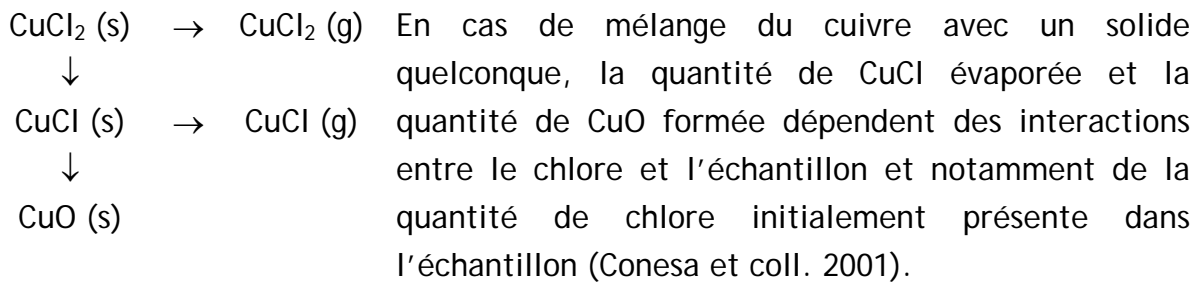 CuCl₂ (s) → CuCl₂ (g) En cas de mélange du cuivre avec un solide
↓ quelconque, la quantité de CuCl évaporée et la
CuCl (s) → CuCl (g) quantité de CuO formée dépendent des interactions
↓ entre le chlore et l'échantillon et notamment de la
CuO (s) quantité de chlore initialement présente dans
l'échantillon (Conesa et coll. 2001).